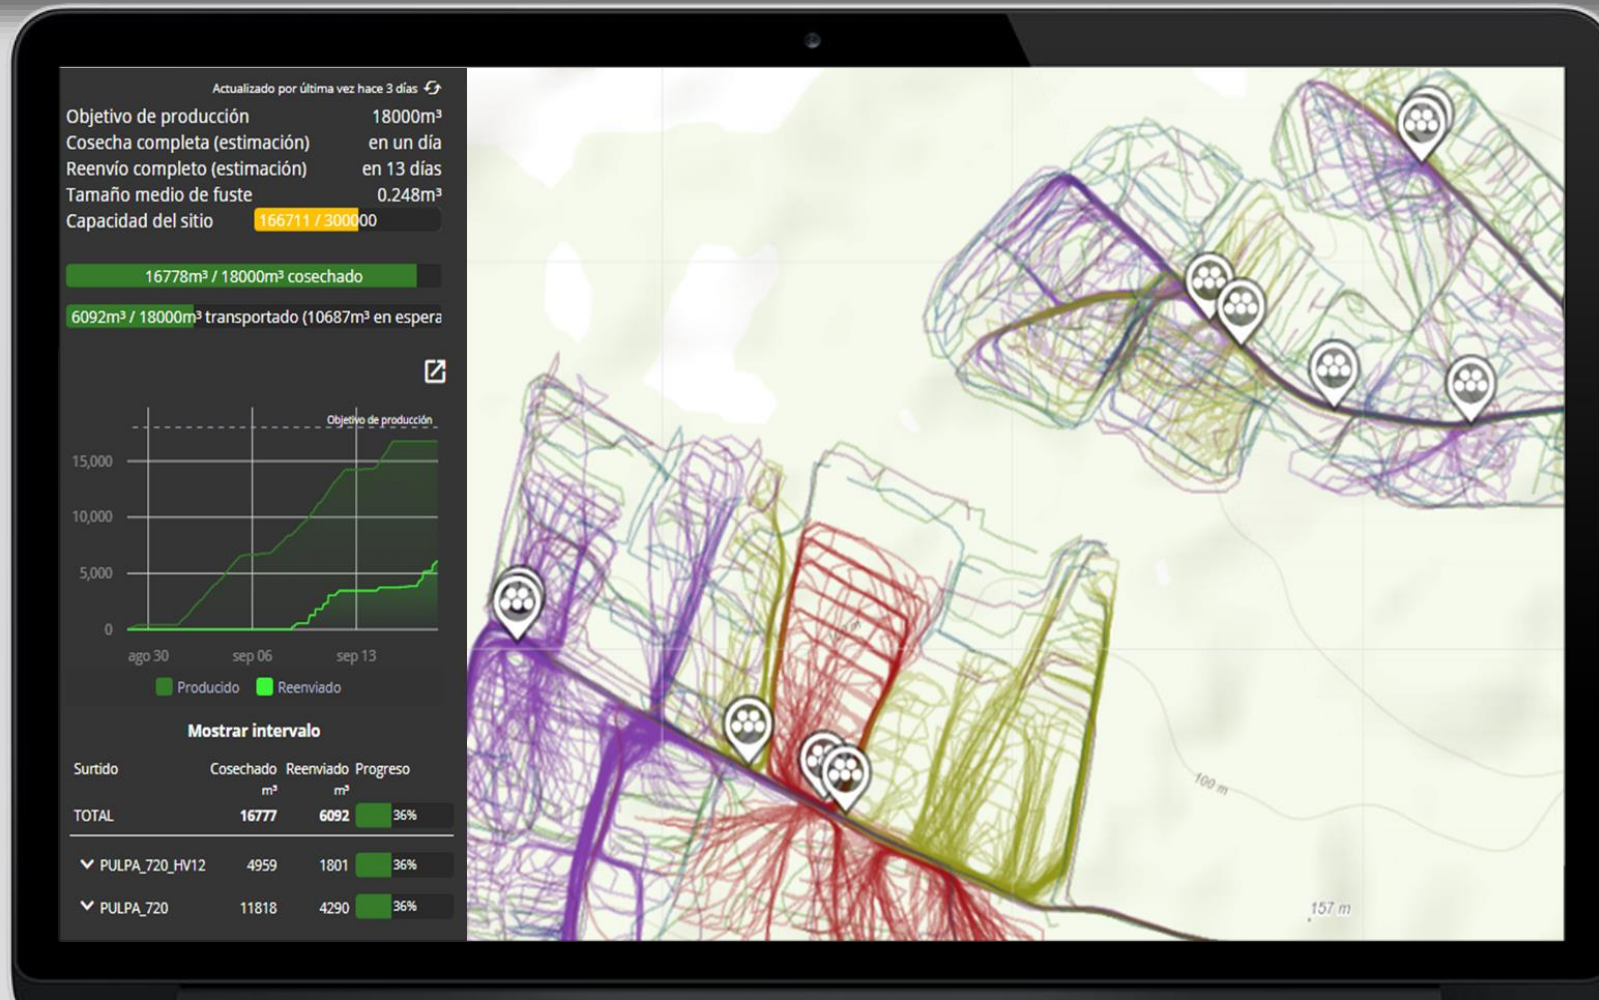 Actualizado por última vez hace 3 días
Objetivo de producción 18000m³
Cosecha completa (estimación) en un día
Reenvío completo (estimación) en 13 días
Tamaño medio de fuste 0.248m³
Capacidad del sitio 166711 / 300000
16778m³ / 18000m³ cosechado
6092m³ / 18000m³ transportado (10687m³ en espera
Objetivo de producción
15,000
10,000
5,000
0
ago 30 sep 06 sep 13
Producido Reenviado
Mostrar intervalo
Surtido Cosechado Reenviado Progreso
m³ m³
TOTAL 16777 6092 36%
PULPA_720_HV12 4959 1801 36%
PULPA_720 11818 4290 36%
100 m
157 m